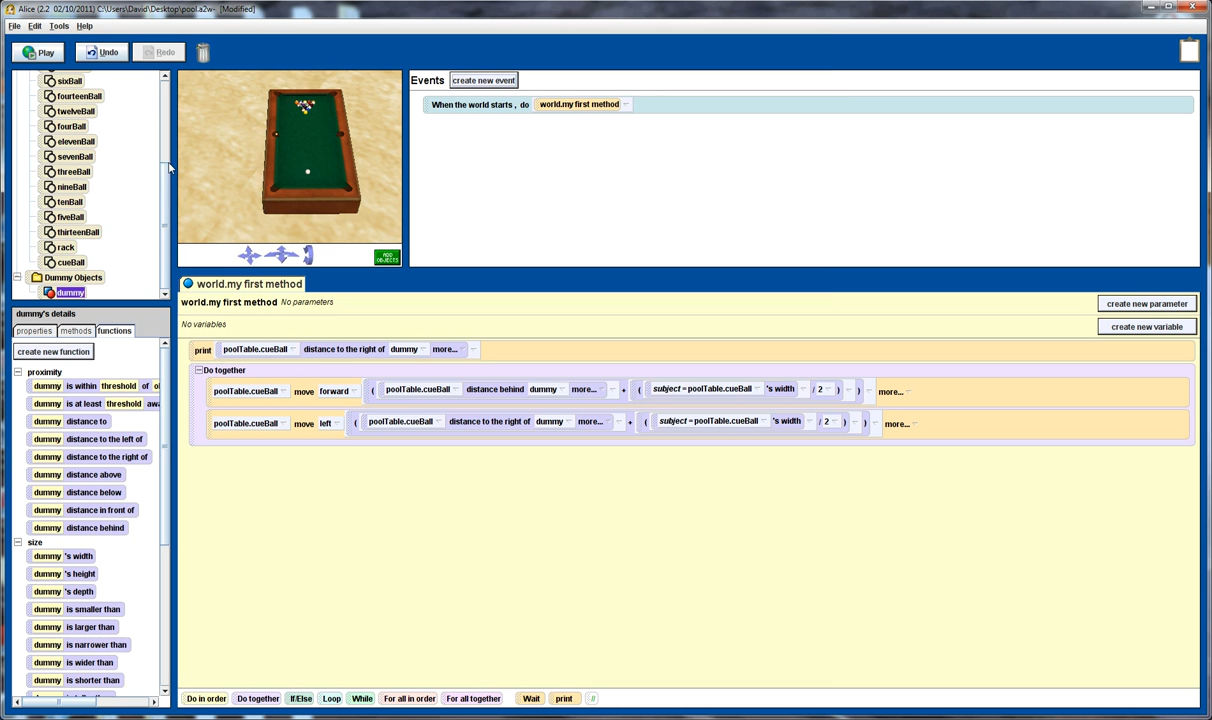 Alice (2.2 02/10/2011) C:\Users\David\Desktop\pool.a2w- [Modified]
File Edit Tools Help
Play Undo Redo
sixBall
fourteenBall
twelveBall
fourBall
elevenBall
sevenBall
threeBall
nineBall
tenBall
fiveBall
thirteenBall
rack
cueBall
Dummy Objects
dummy
ADD OBJECTS
Events create new event
When the world starts, do world.my first method
dummy's details
properties methods functions
create new function
proximity
dummy is within threshold of
dummy is at least threshold
dummy distance to
dummy distance to the left of
dummy distance to the right of
dummy distance above
dummy distance below
dummy distance in front of
dummy distance behind
size
dummy 's width
dummy 's height
dummy 's depth
dummy is smaller than
dummy is larger than
dummy is narrower than
dummy is wider than
dummy is shorter than
world.my first method
world.my first method No parameters
create new parameter
No variables
create new variable
print poolTable.cueBall distance to the right of dummy more...
Do together
poolTable.cueBall move forward ( poolTable.cueBall distance behind dummy more... + ( subject = poolTable.cueBall 's width / 2 ) ) more...
poolTable.cueBall move left ( poolTable.cueBall distance to the right of dummy more... + ( subject = poolTable.cueBall 's width / 2 ) ) more...
Do in order Do together If/Else Loop While For all in order For all together Wait print //